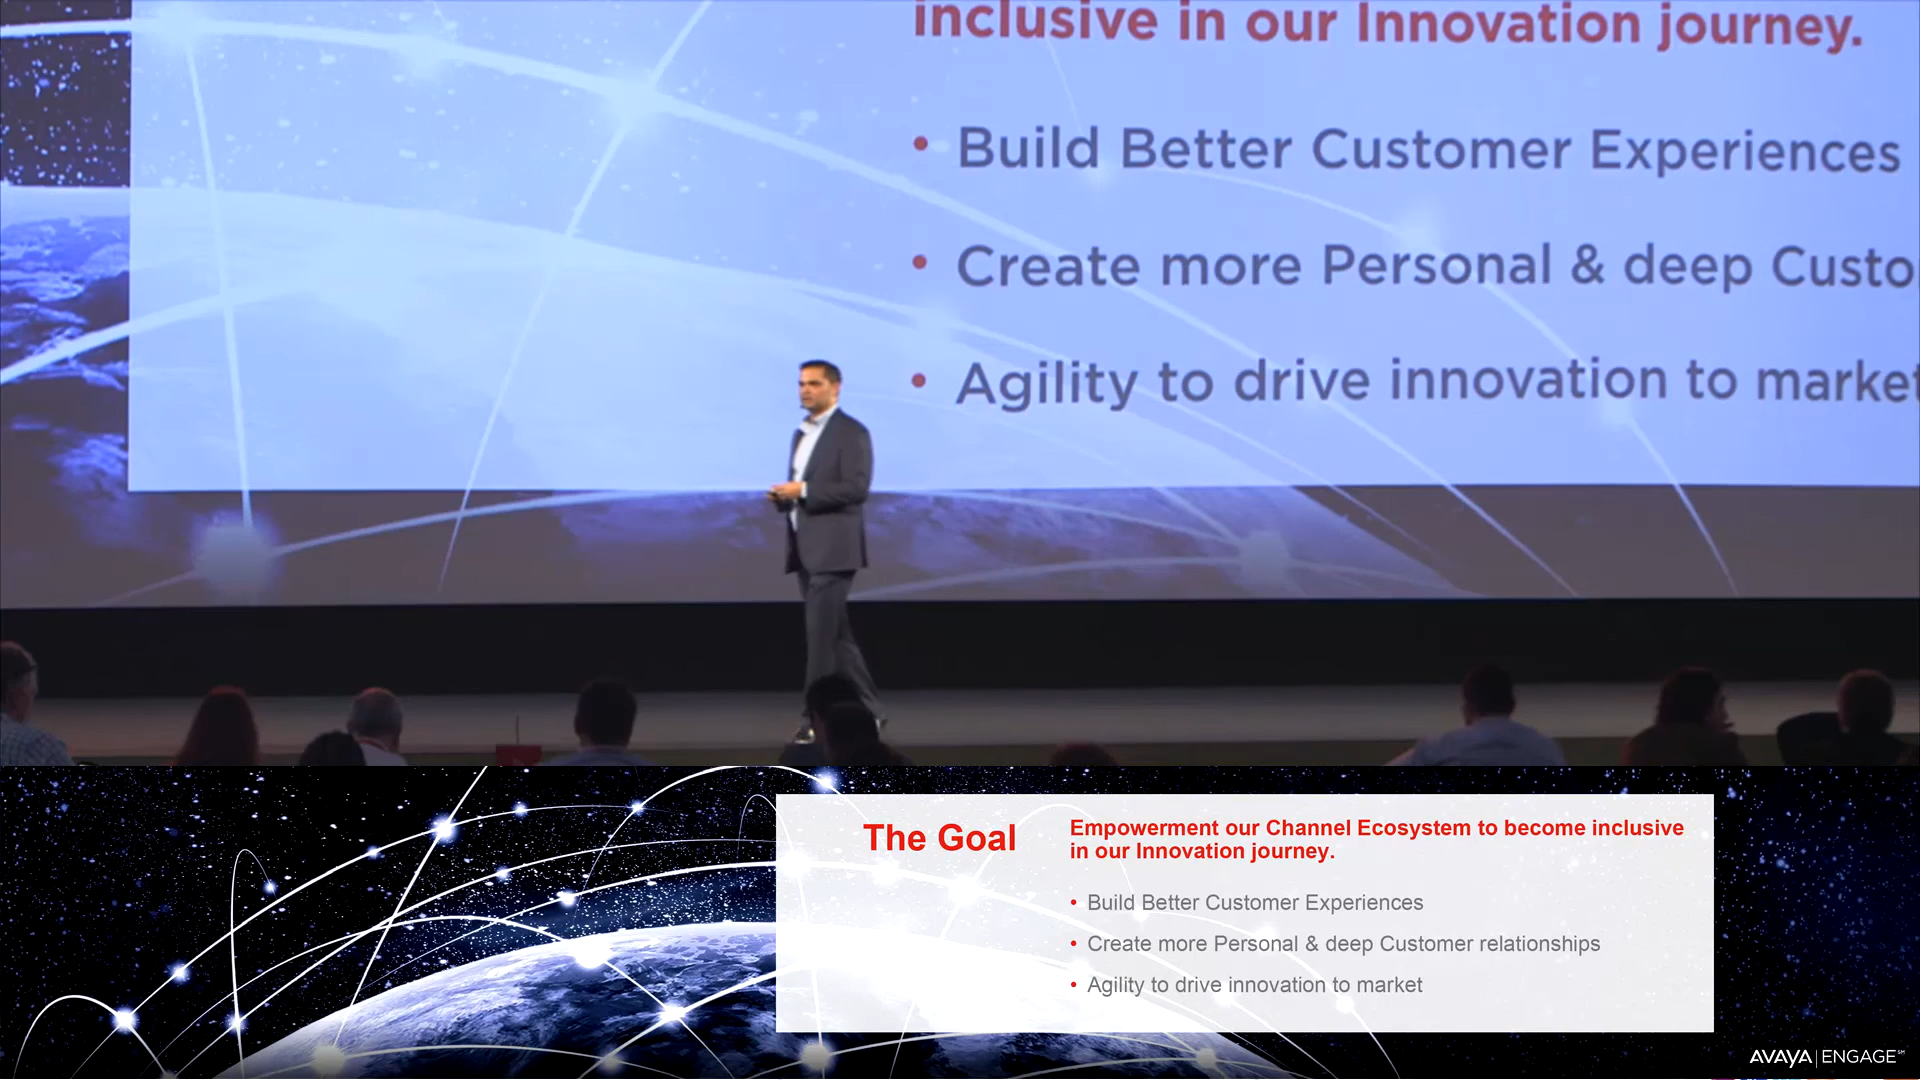 inclusive in our Innovation journey.
• Build Better Customer Experiences
• Create more Personal & deep Custo
• Agility to drive innovation to market
The Goal
Empowerment our Channel Ecosystem to become inclusive
in our Innovation journey.
• Build Better Customer Experiences
• Create more Personal & deep Customer relationships
• Agility to drive innovation to market
AVAYA | ENGAGE℠